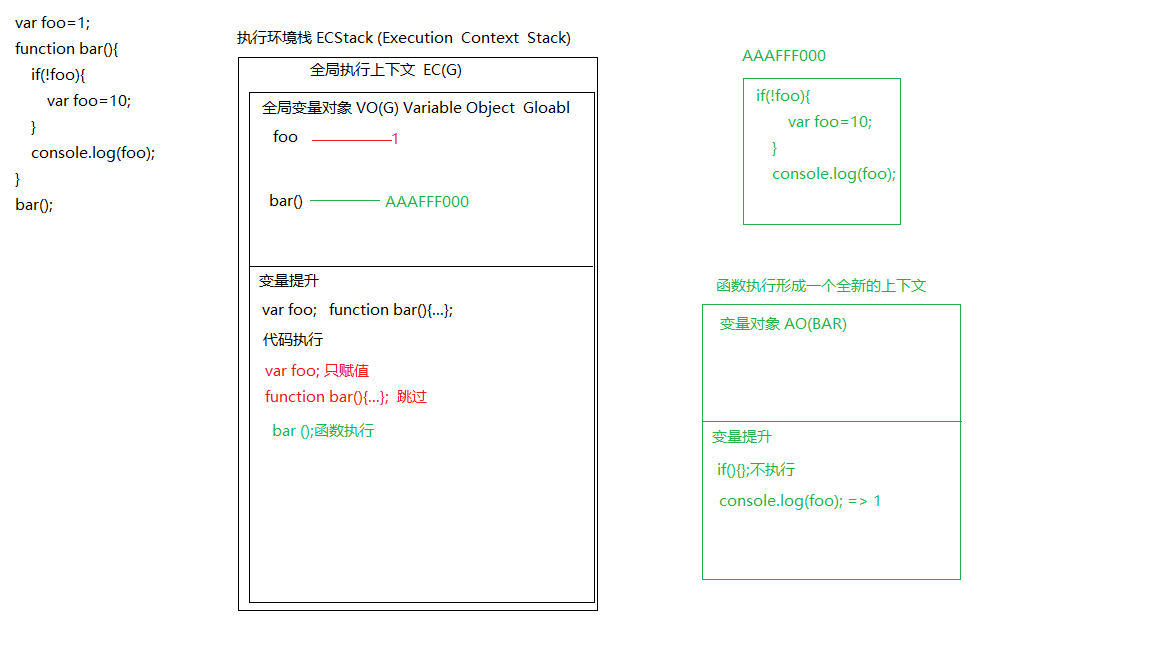 var foo=1;
function bar(){
if(!foo){
var foo=10;
}
console.log(foo);
}
bar();
执行环境栈 ECStack (Execution Context Stack)
全局执行上下文 EC(G)
全局变量对象 VO(G) Variable Object Gloabl
foo 1
bar() AAAFFF000
变量提升
var foo; function bar(){...};
代码执行
var foo; 只赋值
function bar(){...}; 跳过
bar ();函数执行
AAAFFF000
if(!foo){
var foo=10;
}
console.log(foo);
函数执行形成一个全新的上下文
变量对象 AO(BAR)
变量提升
if(){};不执行
console.log(foo); => 1